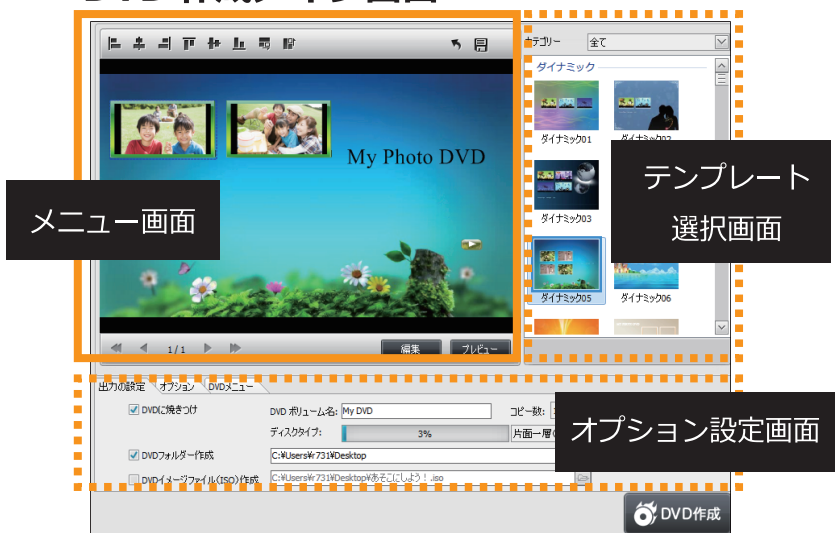 カテゴリー 全て
ダイナミック
ダイナミック01
ダイナミック03
ダイナミック05
ダイナミック06
My Photo DVD
メニュー画面
テンプレート
選択画面
1/1
編集 プレビュー
出力の設定 オプション DVDメニュー
DVDに焼きつけ DVD ボリューム名: My DVD コピー数:
ディスクタイプ: 3% 片面一層
オプション設定画面
DVDフォルダー作成 C:¥Users¥r731¥Desktop
DVDイメージファイル(ISO)作成 C:¥Users¥r731¥Desktop¥あそこにしよう！.iso
DVD作成